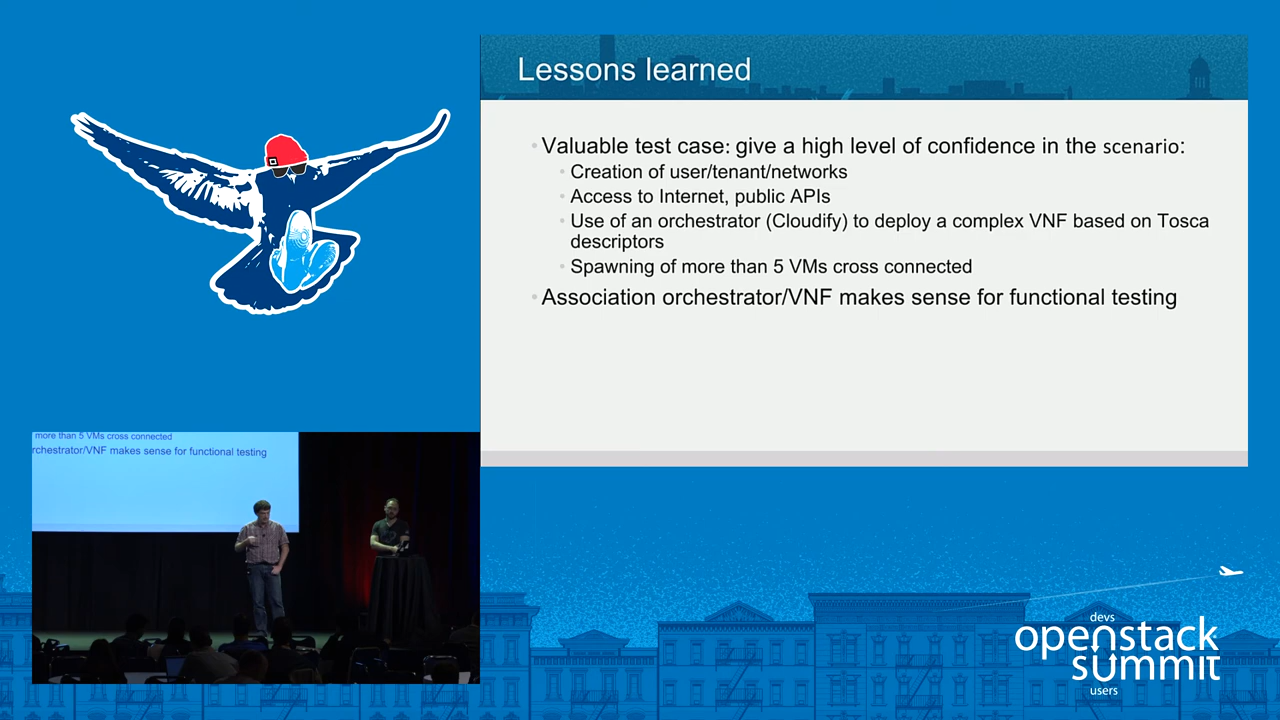 Lessons learned
Valuable test case: give a high level of confidence in the scenario:
Creation of user/tenant/networks
Access to Internet, public APIs
Use of an orchestrator (Cloudify) to deploy a complex VNF based on Tosca
descriptors
Spawning of more than 5 VMs cross connected
Association orchestrator/VNF makes sense for functional testing
more than 5 VMs cross connected
rchestrator/VNF makes sense for functional testing
devs
openstack
summit
users